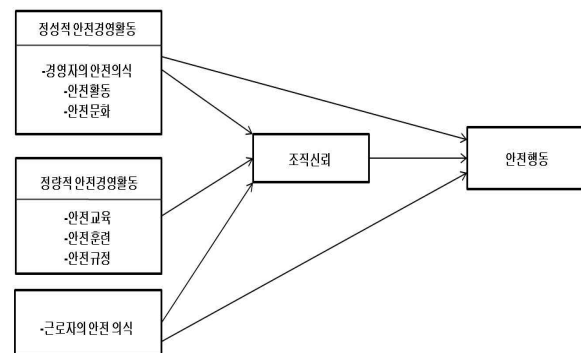 정성적 안전경영활동
-경영자의 안전의식
-안전활동
-안전문화
정량적 안전경영활동
-안전교육
-안전훈련
-안전규정
-근로자의 안전 의식
조직신뢰
안전행동